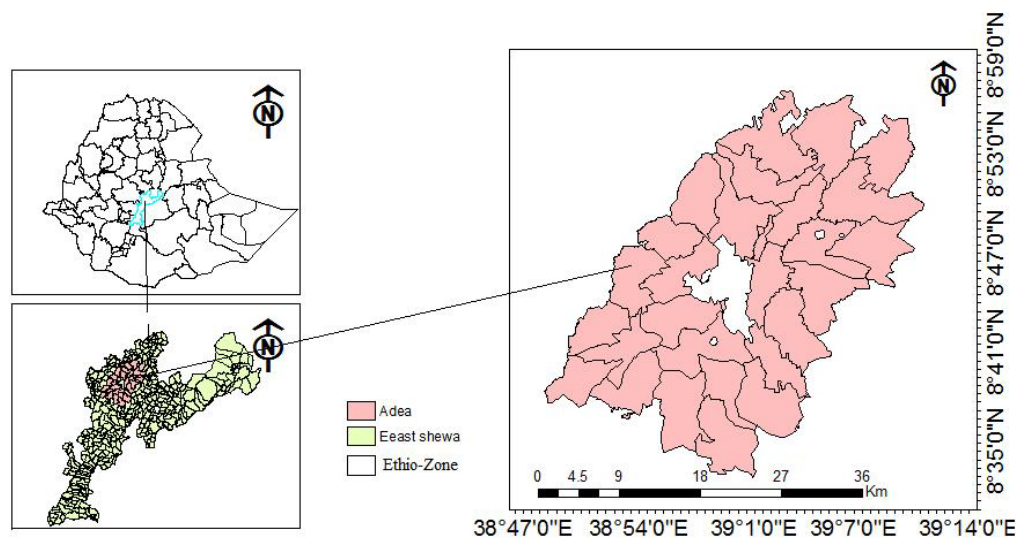 N
N
N
Adea
Eeast shewa
Ethio-Zone
0 4.5 9 18 27 36
Km
38°47'0"E 38°54'0"E 39°1'0"E 39°7'0"E 39°14'0"E
8°59'0"N
8°53'0"N
8°47'0"N
8°41'0"N
8°35'0"N